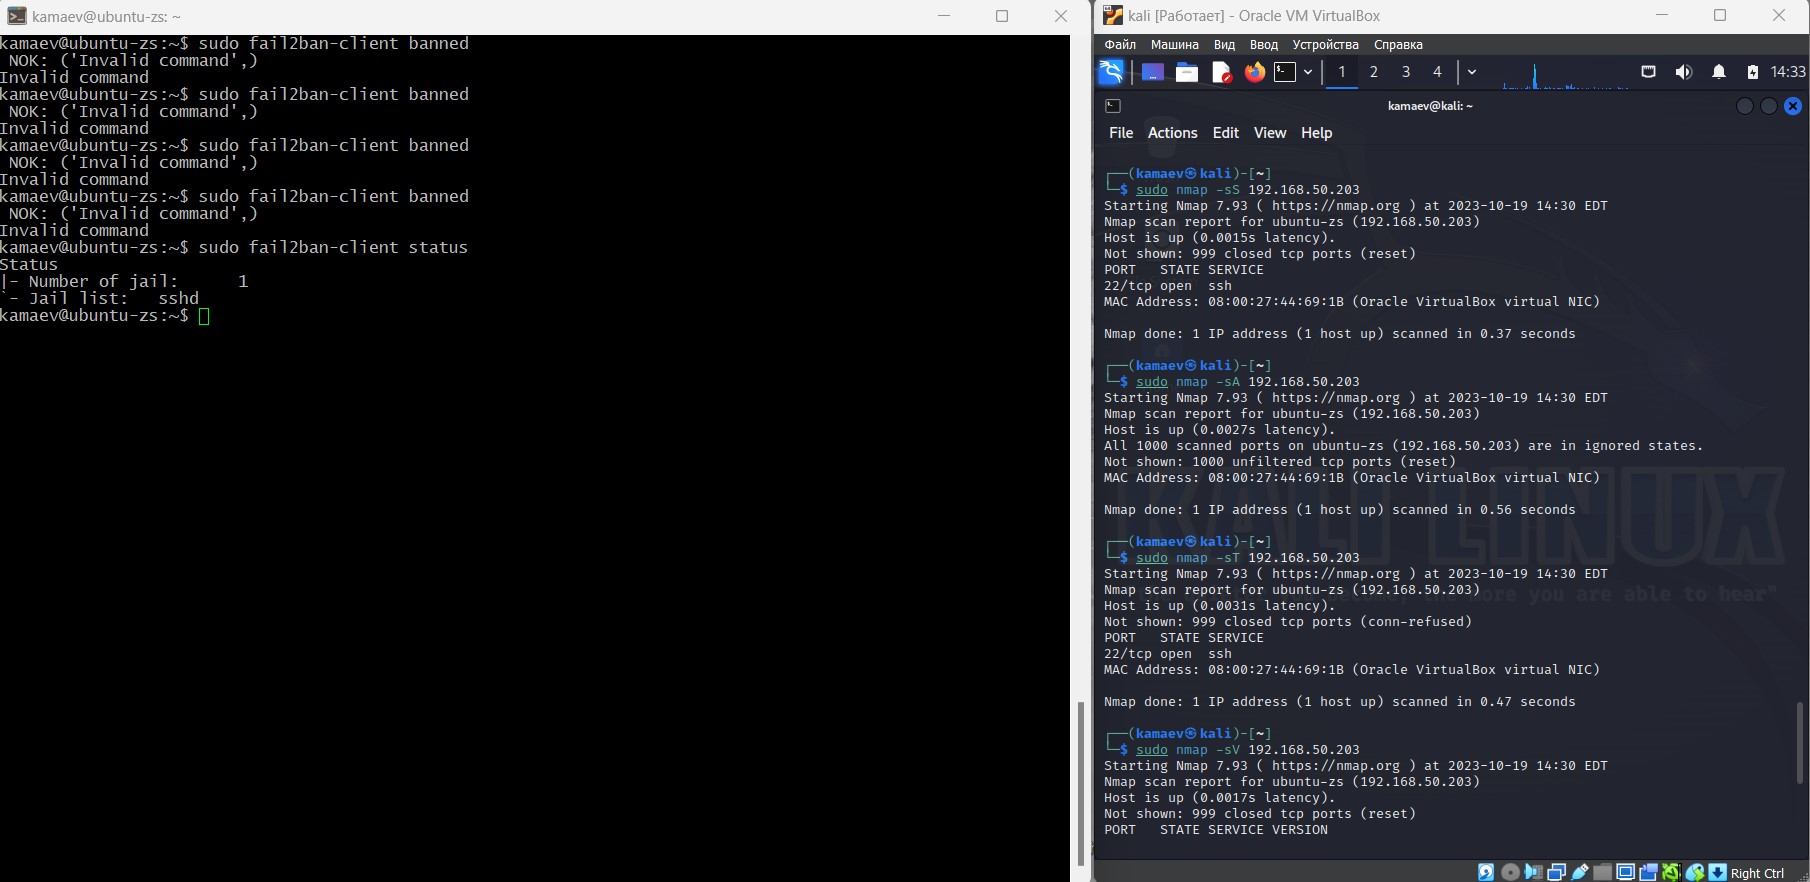 kamaev@ubuntu-zs: ~
kamaev@ubuntu-zs:~$ sudo fail2ban-client banned
 NOK: ('Invalid command',)
Invalid command
kamaev@ubuntu-zs:~$ sudo fail2ban-client banned
 NOK: ('Invalid command',)
Invalid command
kamaev@ubuntu-zs:~$ sudo fail2ban-client banned
 NOK: ('Invalid command',)
Invalid command
kamaev@ubuntu-zs:~$ sudo fail2ban-client banned
 NOK: ('Invalid command',)
Invalid command
kamaev@ubuntu-zs:~$ sudo fail2ban-client status
Status
|- Number of jail:      1
`- Jail list:   sshd
kamaev@ubuntu-zs:~$
kali [Работает] - Oracle VM VirtualBox
Файл Машина Вид Ввод Устройства Справка
1 2 3 4 14:33
kamaev@kali: ~
File Actions Edit View Help
┌──(kamaev㉿kali)-[~]
└─$ sudo nmap -sS 192.168.50.203
Starting Nmap 7.93 ( https://nmap.org ) at 2023-10-19 14:30 EDT
Nmap scan report for ubuntu-zs (192.168.50.203)
Host is up (0.0015s latency).
Not shown: 999 closed tcp ports (reset)
PORT   STATE SERVICE
22/tcp open  ssh
MAC Address: 08:00:27:44:69:1B (Oracle VirtualBox virtual NIC)
Nmap done: 1 IP address (1 host up) scanned in 0.37 seconds
┌──(kamaev㉿kali)-[~]
└─$ sudo nmap -sA 192.168.50.203
Starting Nmap 7.93 ( https://nmap.org ) at 2023-10-19 14:30 EDT
Nmap scan report for ubuntu-zs (192.168.50.203)
Host is up (0.0027s latency).
All 1000 scanned ports on ubuntu-zs (192.168.50.203) are in ignored states.
Not shown: 1000 unfiltered tcp ports (reset)
MAC Address: 08:00:27:44:69:1B (Oracle VirtualBox virtual NIC)
Nmap done: 1 IP address (1 host up) scanned in 0.56 seconds
KALI LINUX
┌──(kamaev㉿kali)-[~]
└─$ sudo nmap -sT 192.168.50.203
Starting Nmap 7.93 ( https://nmap.org ) at 2023-10-19 14:30 EDT
Nmap scan report for ubuntu-zs (192.168.50.203)
more you are able to hear"
Host is up (0.0031s latency).
Not shown: 999 closed tcp ports (conn-refused)
PORT   STATE SERVICE
22/tcp open  ssh
MAC Address: 08:00:27:44:69:1B (Oracle VirtualBox virtual NIC)
Nmap done: 1 IP address (1 host up) scanned in 0.47 seconds
┌──(kamaev㉿kali)-[~]
└─$ sudo nmap -sV 192.168.50.203
Starting Nmap 7.93 ( https://nmap.org ) at 2023-10-19 14:30 EDT
Nmap scan report for ubuntu-zs (192.168.50.203)
Host is up (0.0017s latency).
Not shown: 999 closed tcp ports (reset)
PORT   STATE SERVICE VERSION
Right Ctrl